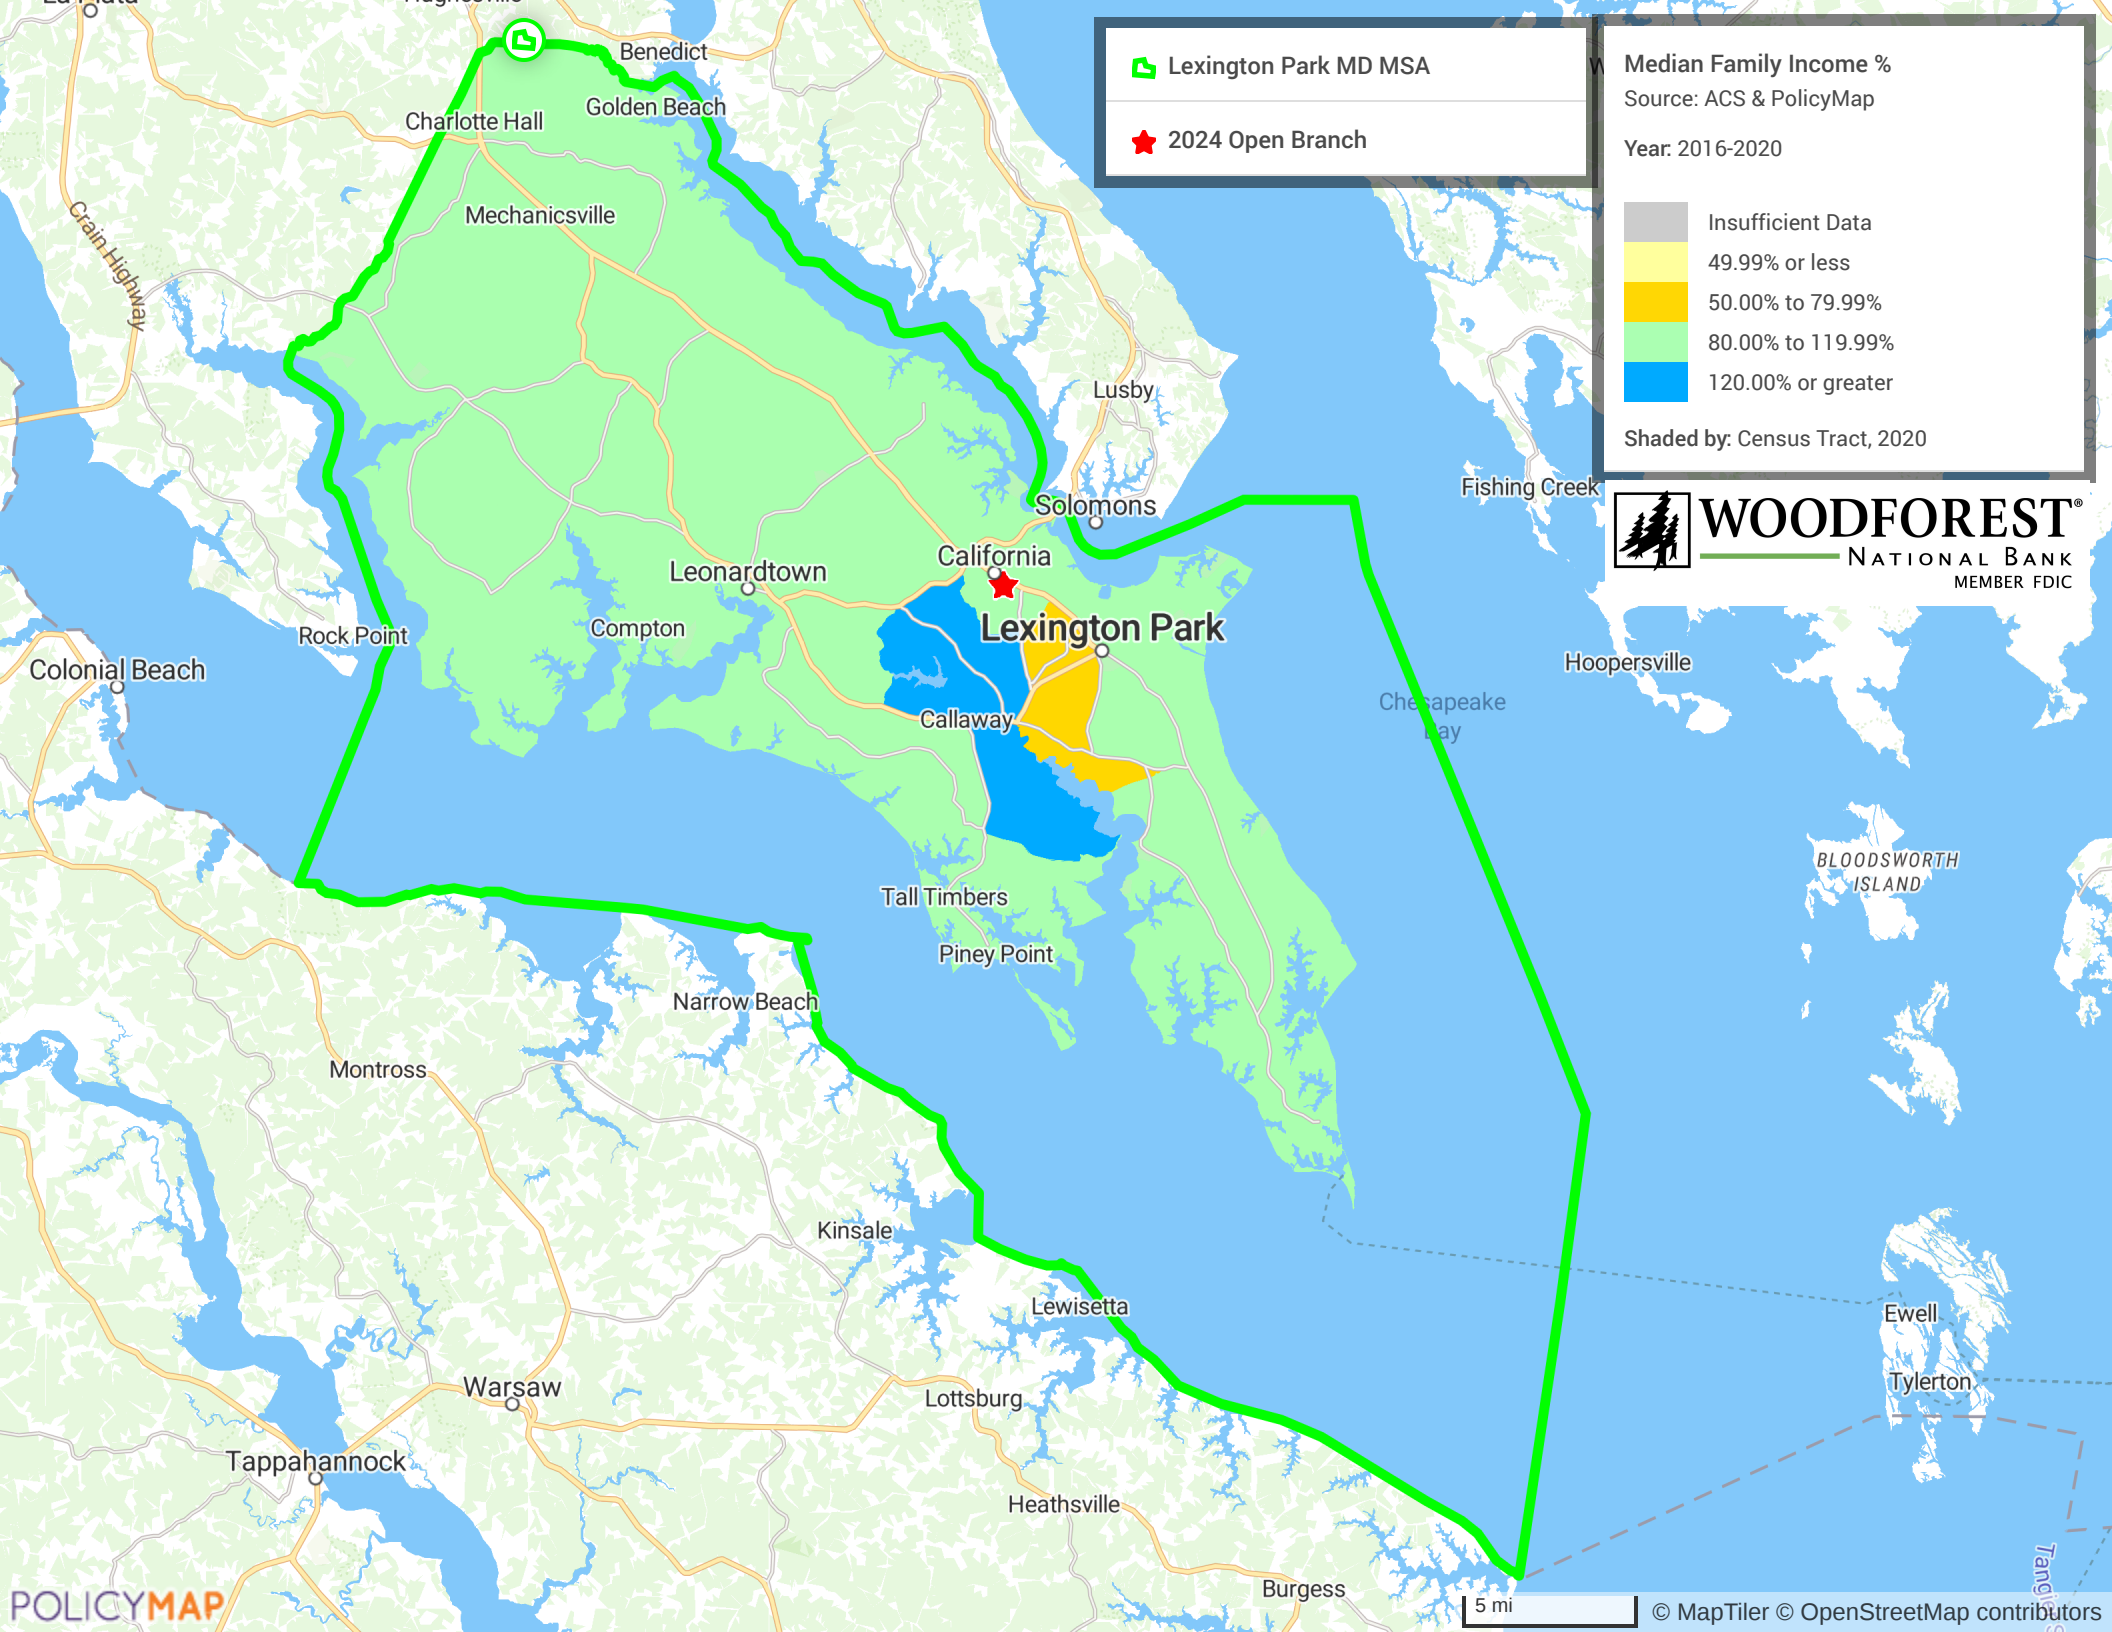 Benedict
Golden Beach
Charlotte Hall
Mechanicsville
Crain Highway
Lusby
Solomons
California
Leonardtown
Lexington Park
Compton
Rock Point
Colonial Beach
Callaway
Chesapeake
Bay
Fishing Creek
Hoopersville
BLOODSWORTH
ISLAND
Tall Timbers
Piney Point
Narrow Beach
Montross
Kinsale
Lewisetta
Ewell
Tylerton
Warsaw
Lottsburg
Tappahannock
Heathsville
Burgess
Lexington Park MD MSA
2024 Open Branch
Median Family Income %
Source: ACS & PolicyMap
Year: 2016-2020
Insufficient Data
49.99% or less
50.00% to 79.99%
80.00% to 119.99%
120.00% or greater
Shaded by: Census Tract, 2020
WOODFOREST®
NATIONAL BANK
MEMBER FDIC
POLICYMAP
5 mi
© MapTiler © OpenStreetMap contributors